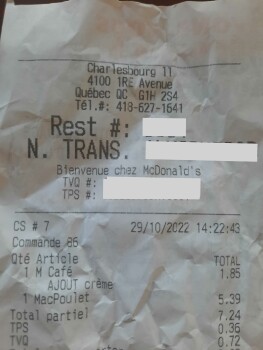 Charlesbourg 11
4100 1RE Avenue
Québec QC G1H 2S4
Tél.#: 418-627-1641
Rest #:
N. TRANS.
Bienvenue chez McDonald's
TVQ #:
TPS #:
CS # 7 29/10/2022 14:22:43
Commande 86
Qté Article TOTAL
1 M Café 1.85
AJOUT crème
1 MacPoulet 5.39
Total partiel 7.24
TPS 0.36
TVQ 0.72